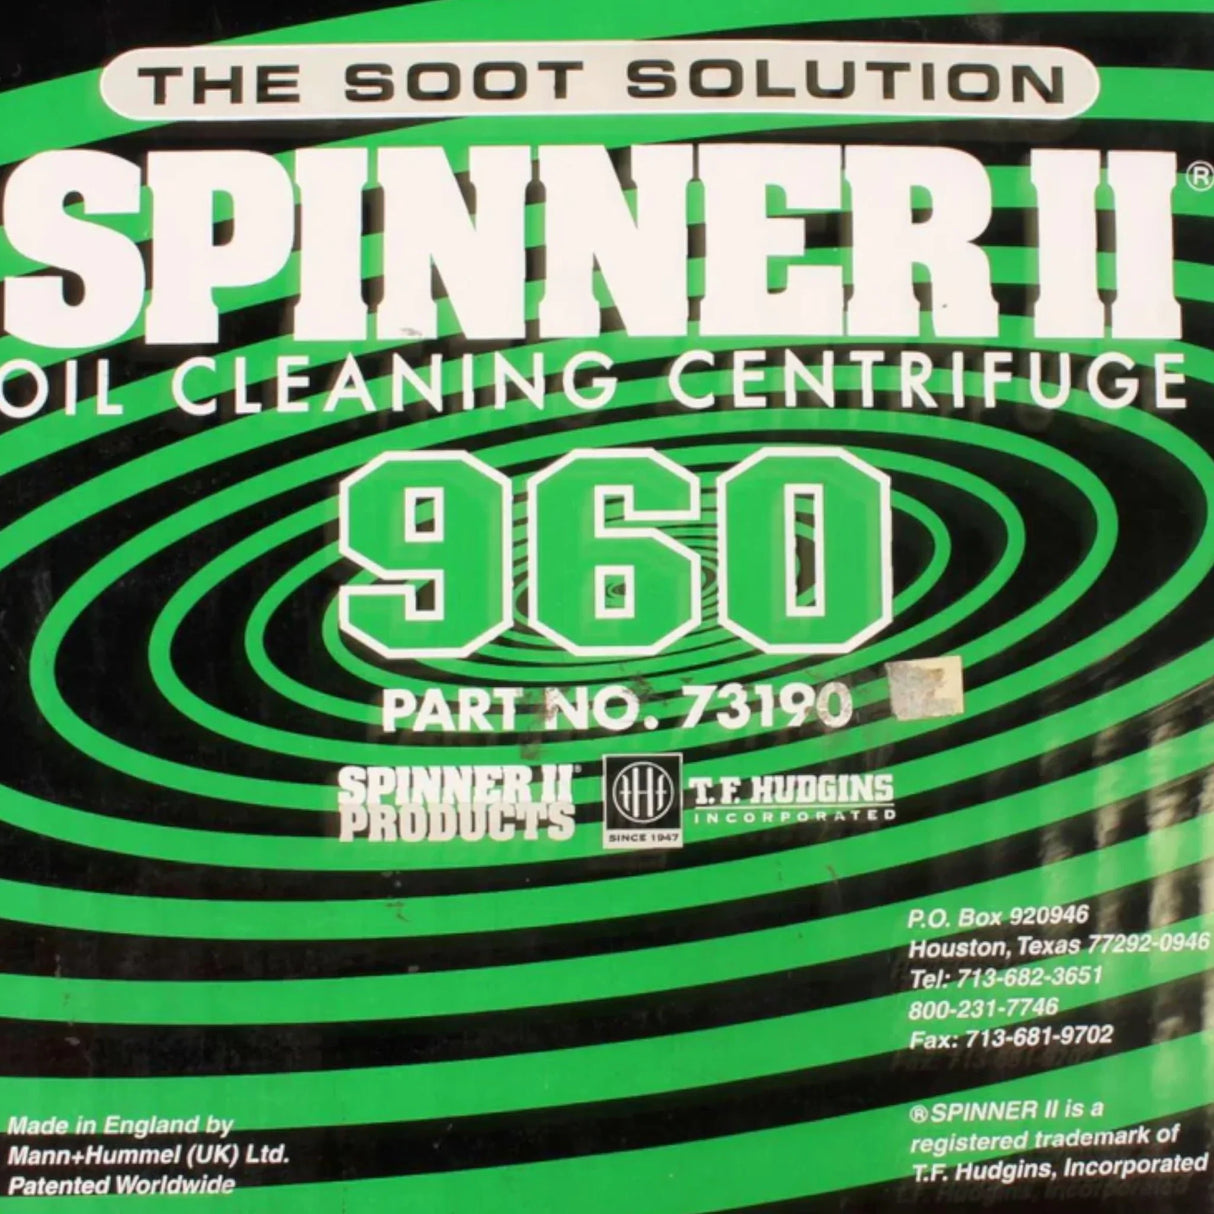 THE SOOT SOLUTION
SPINNER II®
OIL CLEANING CENTRIFUGE
960
PART NO. 73190
SPINNER II®
PRODUCTS
SINCE 1947
T.F. HUDGINS
INCORPORATED
P.O. Box 920946
Houston, Texas 77292-0946
Tel: 713-682-3651
800-231-7746
Fax: 713-681-9702
Made in England by
Mann+Hummel (UK) Ltd.
Patented Worldwide
®SPINNER II is a
registered trademark of
T.F. Hudgins, Incorporated